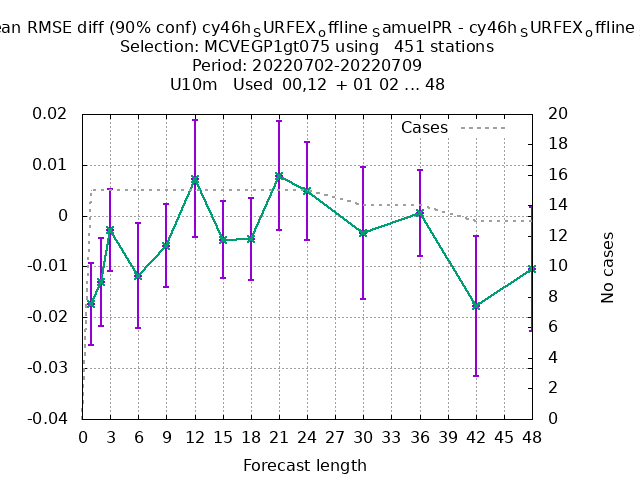 ean RMSE diff (90% conf) cy46hSURFEXoffline SamuelPR - cy46hSURFEXoffline
Selection: MCVEGP1gt075 using 451 stations
Period: 20220702-20220709
U10m Used 00,12 + 01 02 ... 48
Cases
0.02
0.01
0
-0.01
-0.02
-0.03
-0.04
20
18
16
14
12
10
8
6
4
2
0
No cases
0 3 6 9 12 15 18 21 24 27 30 33 36 39 42 45 48
Forecast length